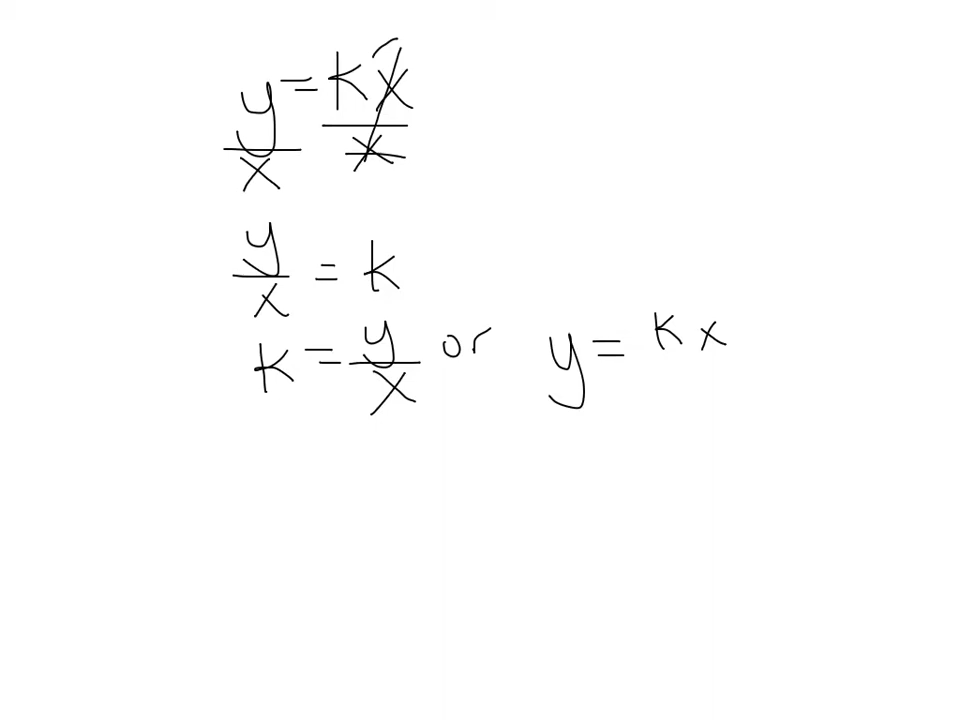 y/x = kx/x
y/x = k
k = y/x or y = kx